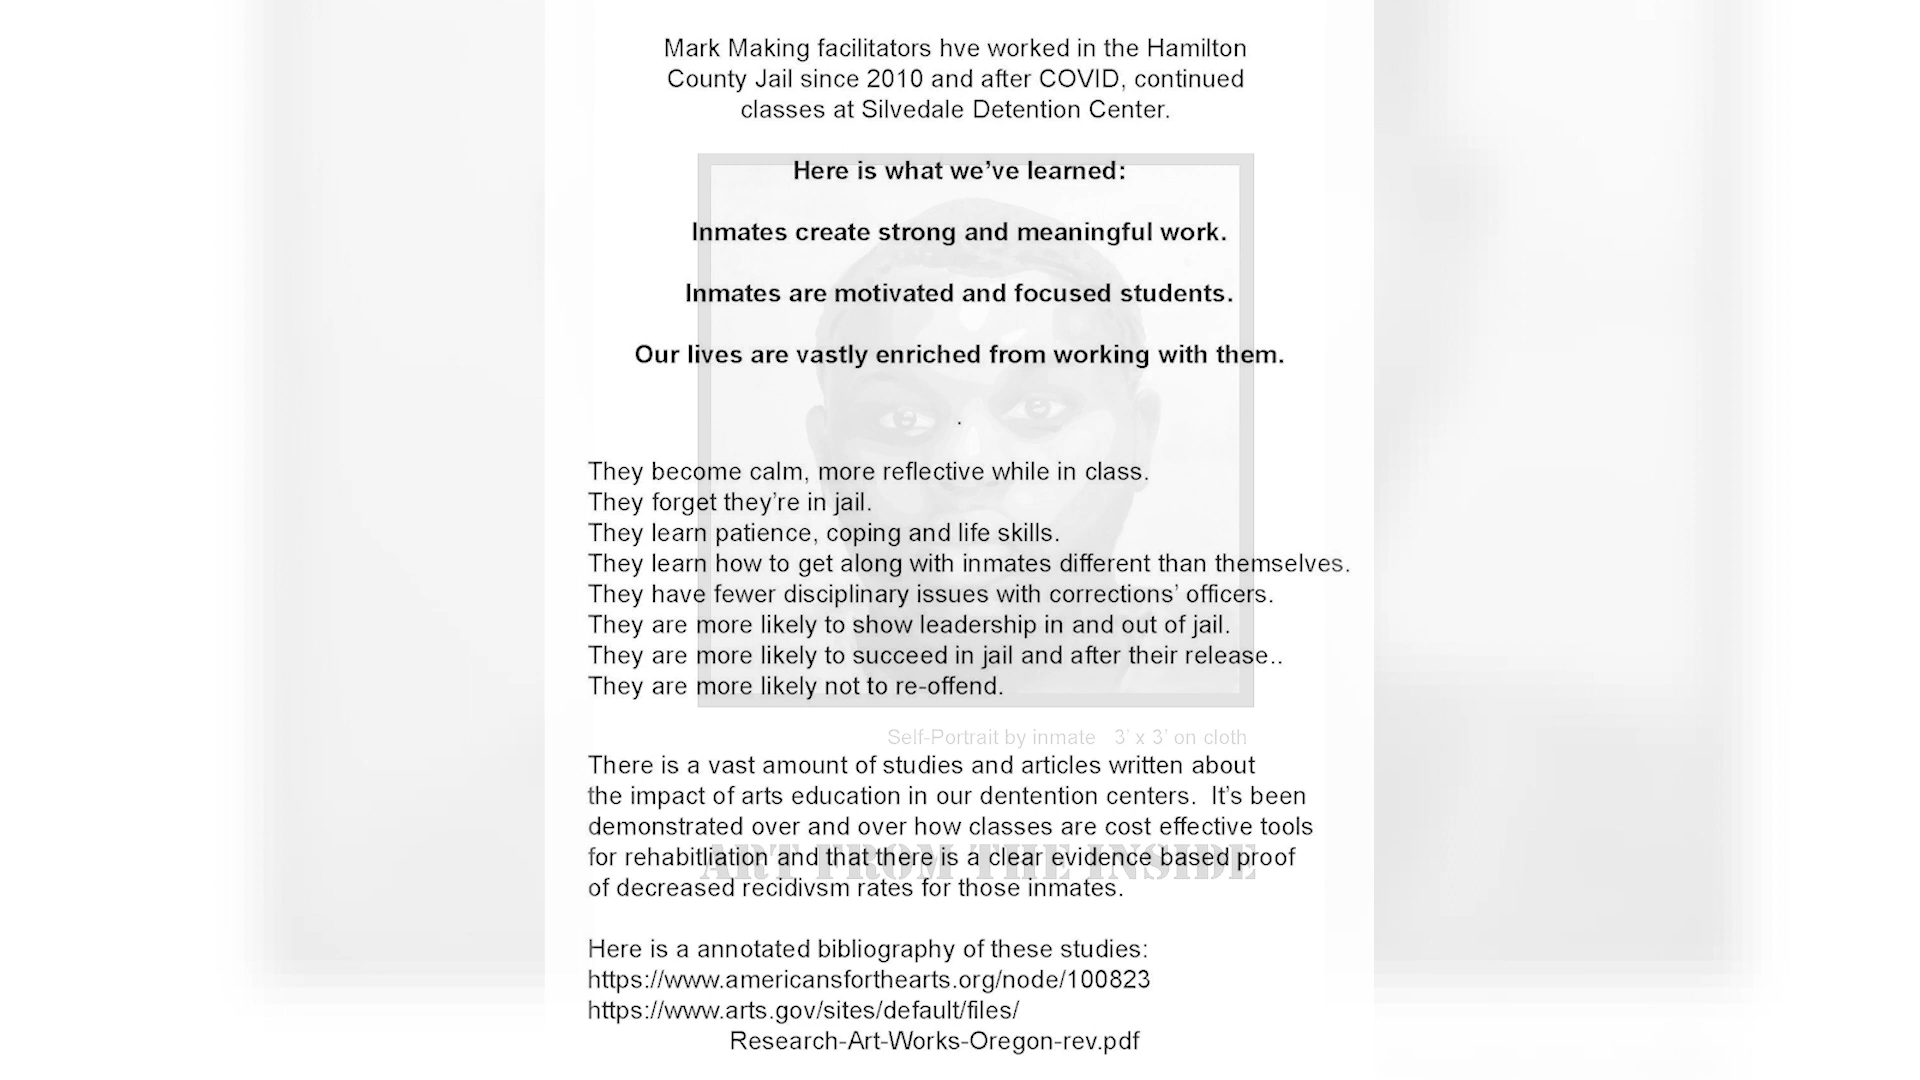 Mark Making facilitators hve worked in the Hamilton
County Jail since 2010 and after COVID, continued
classes at Silvedale Detention Center.
Here is what we’ve learned:
Inmates create strong and meaningful work.
Inmates are motivated and focused students.
Our lives are vastly enriched from working with them.
.
They become calm, more reflective while in class.
They forget they’re in jail.
They learn patience, coping and life skills.
They learn how to get along with inmates different than themselves.
They have fewer disciplinary issues with corrections’ officers.
They are more likely to show leadership in and out of jail.
They are more likely to succeed in jail and after their release..
They are more likely not to re-offend.
Self-Portrait by inmate   3’ x 3’ on cloth
There is a vast amount of studies and articles written about
the impact of arts education in our dentention centers.  It’s been
demonstrated over and over how classes are cost effective tools
for rehabitliation and that there is a clear evidence based proof
ART FROM THE INSIDE
of decreased recidivsm rates for those inmates.
Here is a annotated bibliography of these studies:
https://www.americansforthearts.org/node/100823
https://www.arts.gov/sites/default/files/
Research-Art-Works-Oregon-rev.pdf